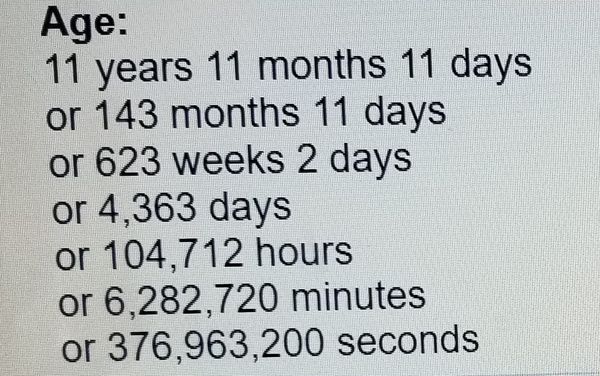 Age:
11 years 11 months 11 days
or 143 months 11 days
or 623 weeks 2 days
or 4,363 days
or 104,712 hours
or 6,282,720 minutes
or 376,963,200 seconds